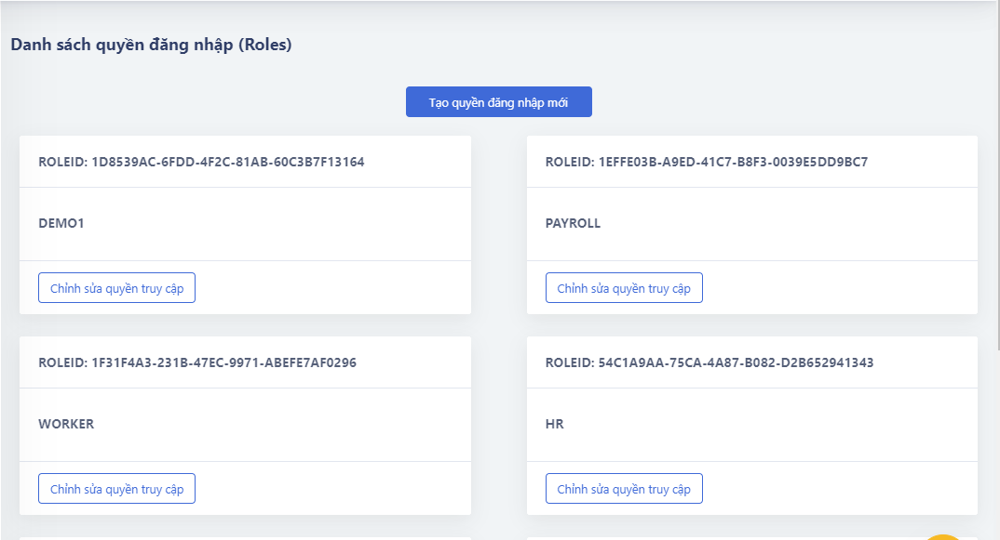 Danh sách quyền đăng nhập (Roles)
Tạo quyền đăng nhập mới
ROLEID: 1D8539AC-6FDD-4F2C-81AB-60C3B7F13164
DEMO1
Chỉnh sửa quyền truy cập
ROLEID: 1EFFE03B-A9ED-41C7-B8F3-0039E5DD9BC7
PAYROLL
Chỉnh sửa quyền truy cập
ROLEID: 1F31F4A3-231B-47EC-9971-ABEFE7AF0296
WORKER
Chỉnh sửa quyền truy cập
ROLEID: 54C1A9AA-75CA-4A87-B082-D2B652941343
HR
Chỉnh sửa quyền truy cập